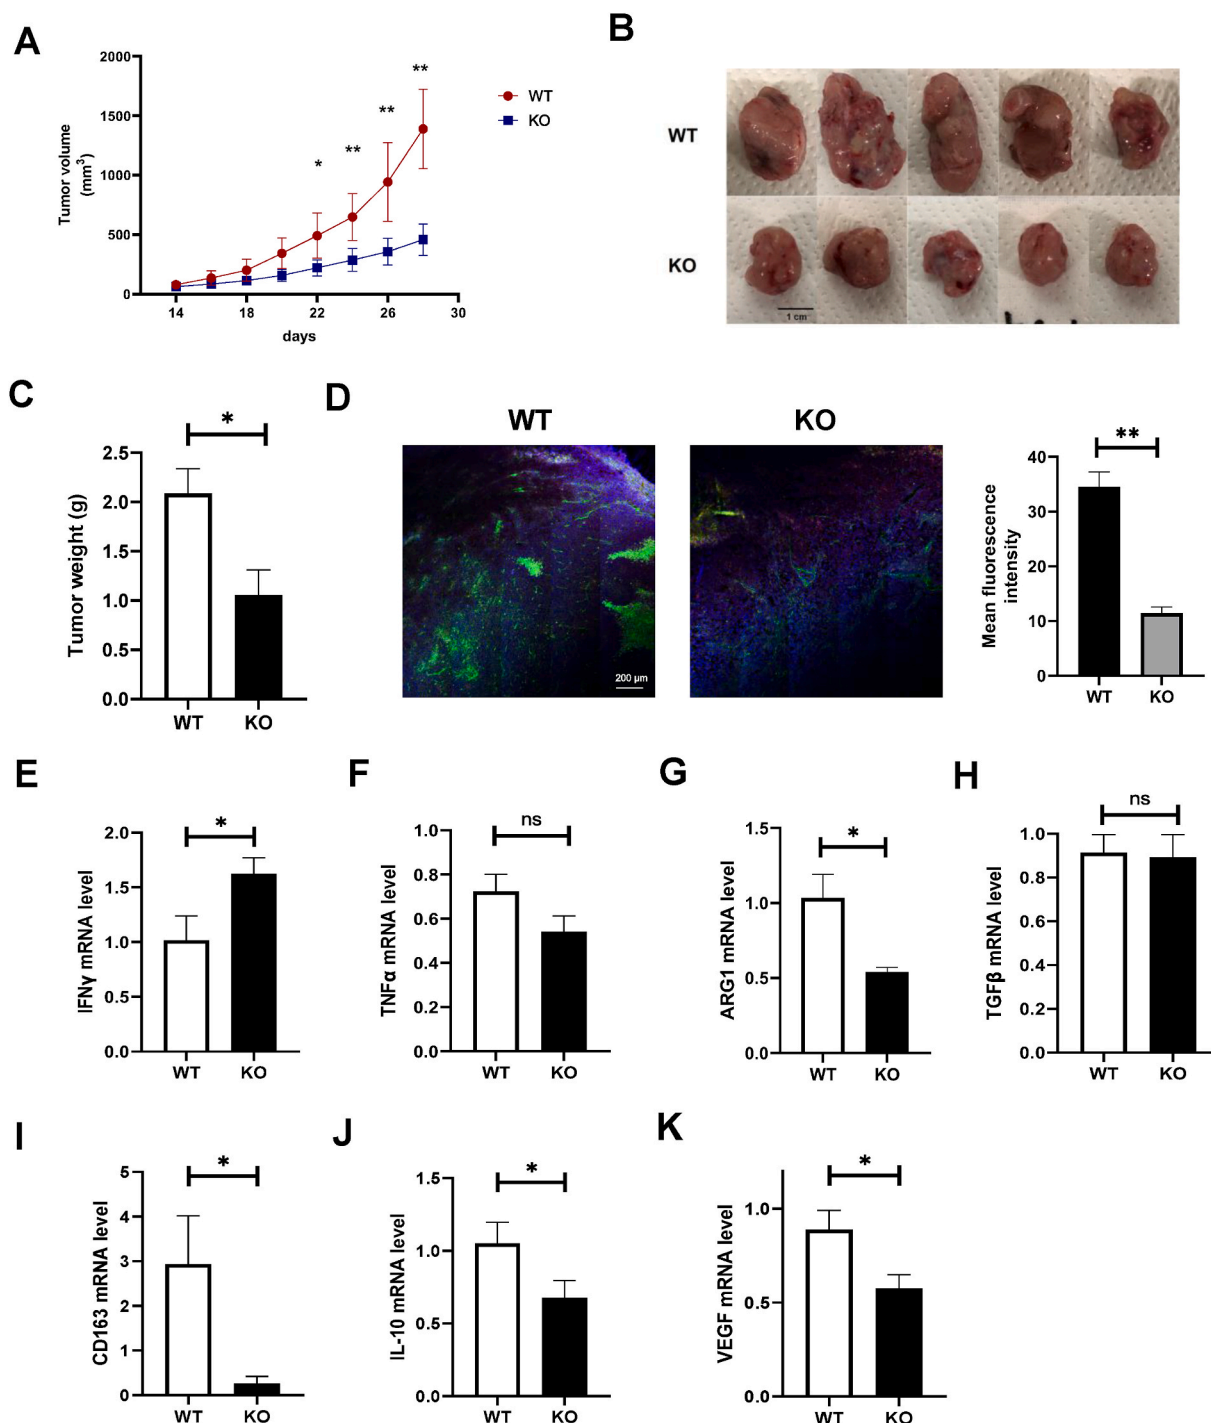 A
2000
1500
1000
500
0
Tumor volume
(mm³)
14
18
22
26
30
days
*
**
**
**
WT
KO
B
WT
KO
1 cm
C
*
Tumor weight (g)
2.5
2.0
1.5
1.0
0.5
0.0
WT
KO
D
WT
KO
200 µm
**
Mean fluorescence
intensity
40
30
20
10
0
WT
KO
E
*
IFNγ mRNA level
2.0
1.5
1.0
0.5
0.0
WT
KO
F
ns
TNFα mRNA level
1.0
0.8
0.6
0.4
0.2
0.0
WT
KO
G
*
ARG1 mRNA level
1.5
1.0
0.5
0.0
WT
KO
H
ns
TGFβ mRNA level
1.0
0.8
0.6
0.4
0.2
0.0
WT
KO
I
*
CD163 mRNA level
5
4
3
2
1
0
WT
KO
J
*
IL-10 mRNA level
1.5
1.0
0.5
0.0
WT
KO
K
*
VEGF mRNA level
1.0
0.5
0.0
WT
KO